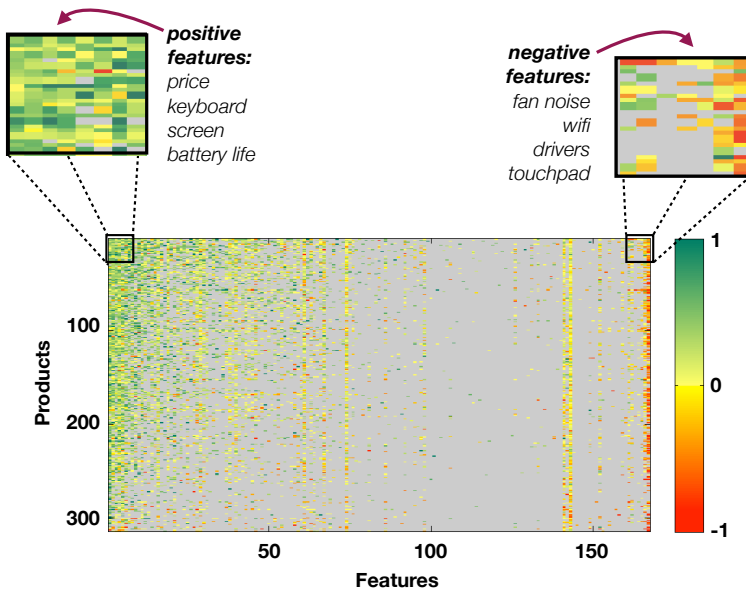 positive
features:
price
keyboard
screen
battery life
negative
features:
fan noise
wifi
drivers
touchpad
1
0
-1
Products
100
200
300
50
100
150
Features